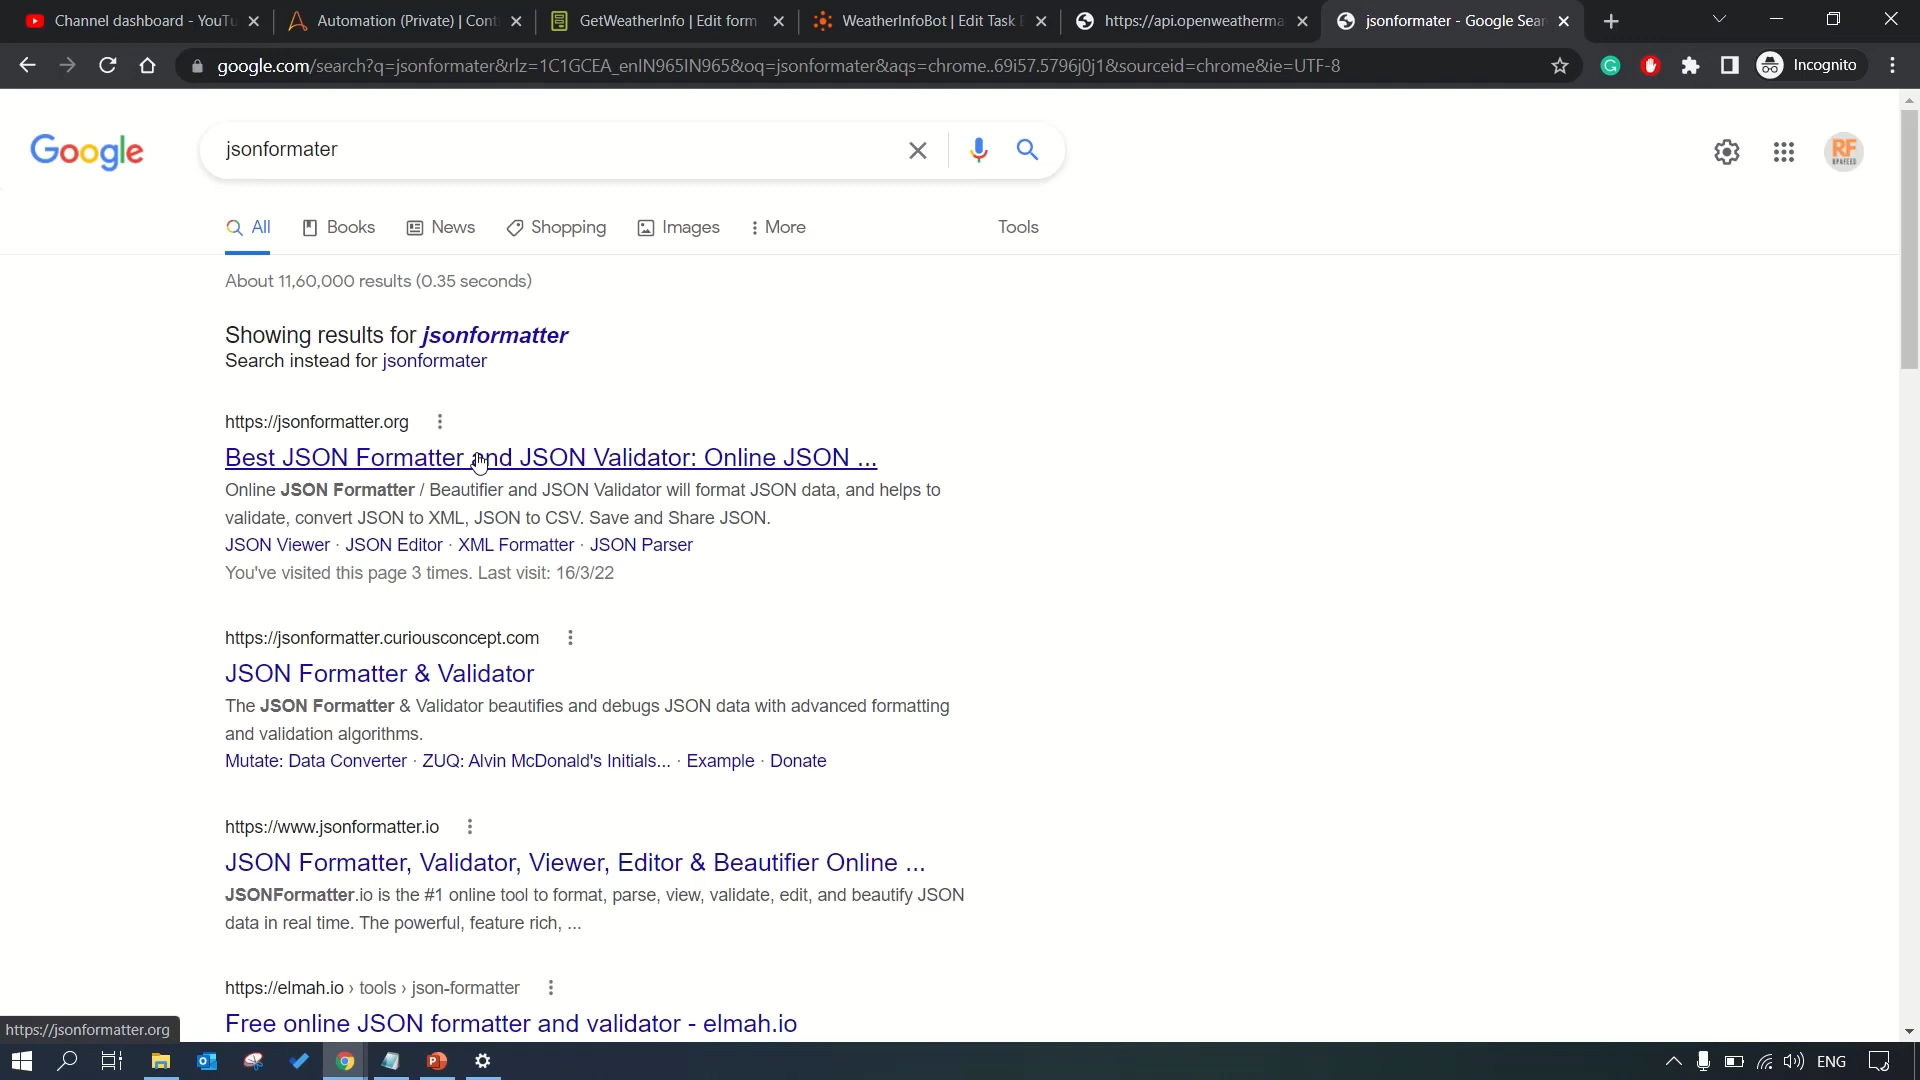 Channel dashboard - YouTu
Automation (Private) | Cont
GetWeatherInfo | Edit form
WeatherInfoBot | Edit Task B
https://api.openweatherma
jsonformater - Google Sear
google.com/search?q=jsonformater&rlz=1C1GCEA_enIN965IN965&oq=jsonformater&aqs=chrome..69i57.5796j0j1&sourceid=chrome&ie=UTF-8
Incognito
Google
jsonformater
RF
RPAFEED
All
Books
News
Shopping
Images
More
Tools
About 11,60,000 results (0.35 seconds)
Showing results for jsonformatter
Search instead for jsonformater
https://jsonformatter.org
Best JSON Formatter and JSON Validator: Online JSON ...
Online JSON Formatter / Beautifier and JSON Validator will format JSON data, and helps to
validate, convert JSON to XML, JSON to CSV. Save and Share JSON.
JSON Viewer · JSON Editor · XML Formatter · JSON Parser
You've visited this page 3 times. Last visit: 16/3/22
https://jsonformatter.curiousconcept.com
JSON Formatter & Validator
The JSON Formatter & Validator beautifies and debugs JSON data with advanced formatting
and validation algorithms.
Mutate: Data Converter · ZUQ: Alvin McDonald's Initials... · Example · Donate
https://www.jsonformatter.io
JSON Formatter, Validator, Viewer, Editor & Beautifier Online ...
JSONFormatter.io is the #1 online tool to format, parse, view, validate, edit, and beautify JSON
data in real time. The powerful, feature rich, ...
https://elmah.io › tools › json-formatter
Free online JSON formatter and validator - elmah.io
https://jsonformatter.org
ENG